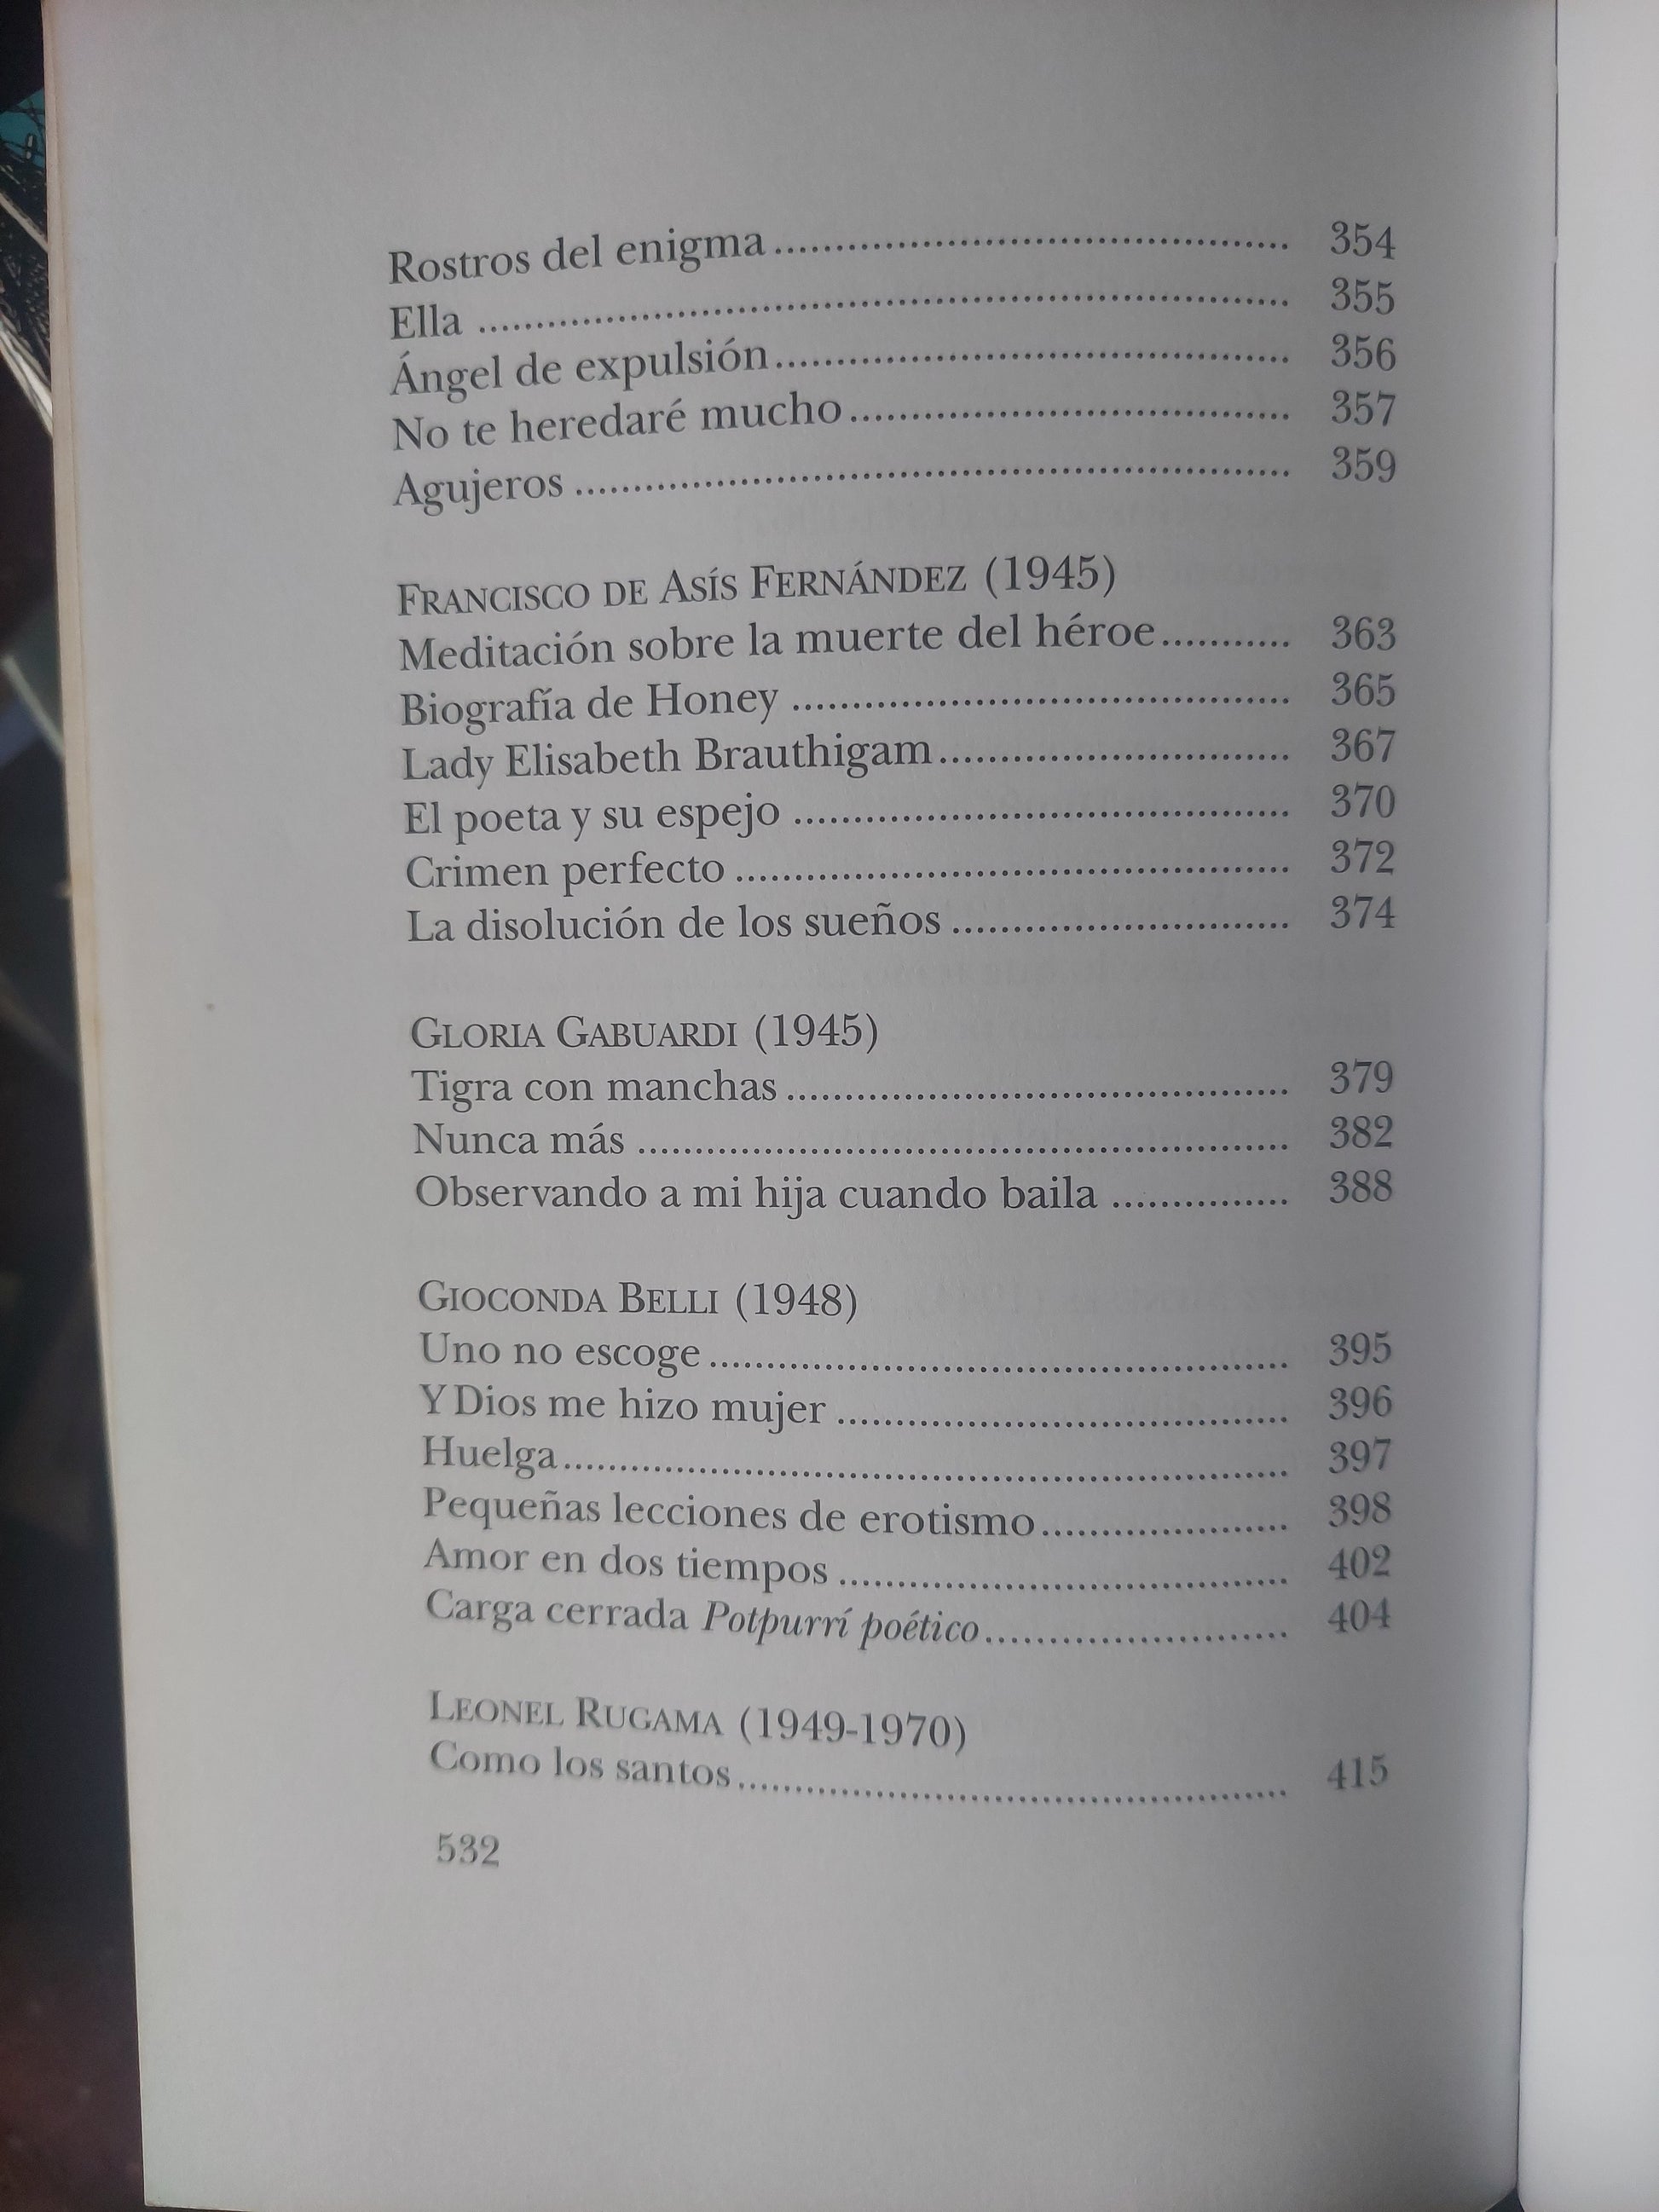 Rostros del enigma ........................................ 354
Ella ........................................ 355
Ángel de expulsión ........................................ 356
No te heredaré mucho ........................................ 357
Agujeros ........................................ 359
Francisco de Asís Fernández (1945)
Meditación sobre la muerte del héroe ........... 363
Biografía de Honey ........................................ 365
Lady Elisabeth Brauthigam ............................. 367
El poeta y su espejo ........................................ 370
Crimen perfecto ........................................ 372
La disolución de los sueños ............................ 374
Gloria Gabuardi (1945)
Tigra con manchas ........................................ 379
Nunca más ........................................ 382
Observando a mi hija cuando baila ............... 388
Gioconda Belli (1948)
Uno no escoge ........................................ 395
Y Dios me hizo mujer ........................................ 396
Huelga ........................................ 397
Pequeñas lecciones de erotismo ..................... 398
Amor en dos tiempos ........................................ 402
Carga cerrada Potpurrí poético ......................... 404
Leonel Rugama (1949-1970)
Como los santos ........................................ 415
532